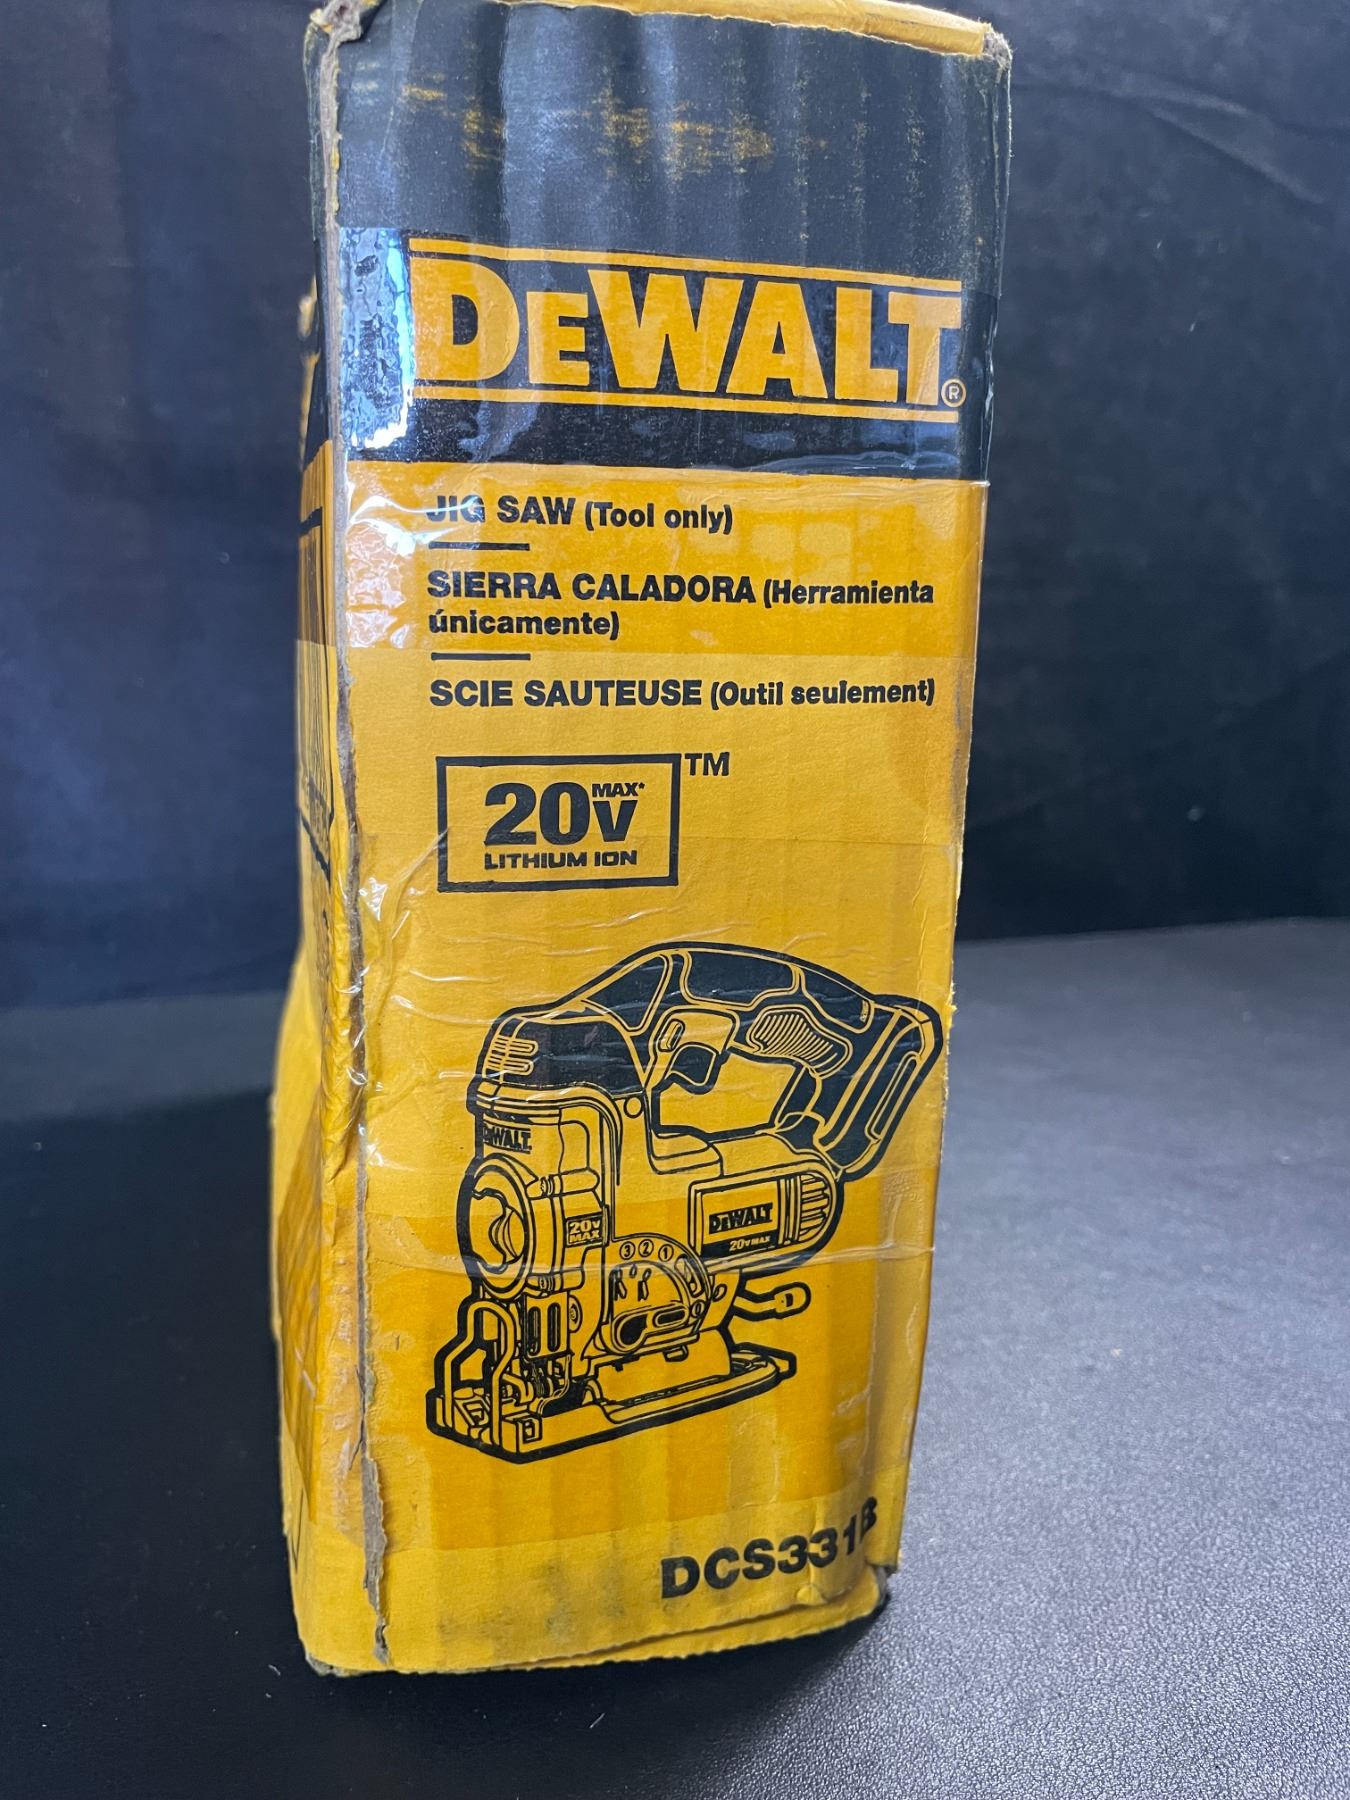 DEWALT®
JIG SAW (Tool only)
SIERRA CALADORA (Herramienta
únicamente)
SCIE SAUTEUSE (Outil seulement)
20V MAX* TM
LITHIUM ION
DEWALT
20V
MAX
DEWALT
20V MAX
3 2 1
DCS331B